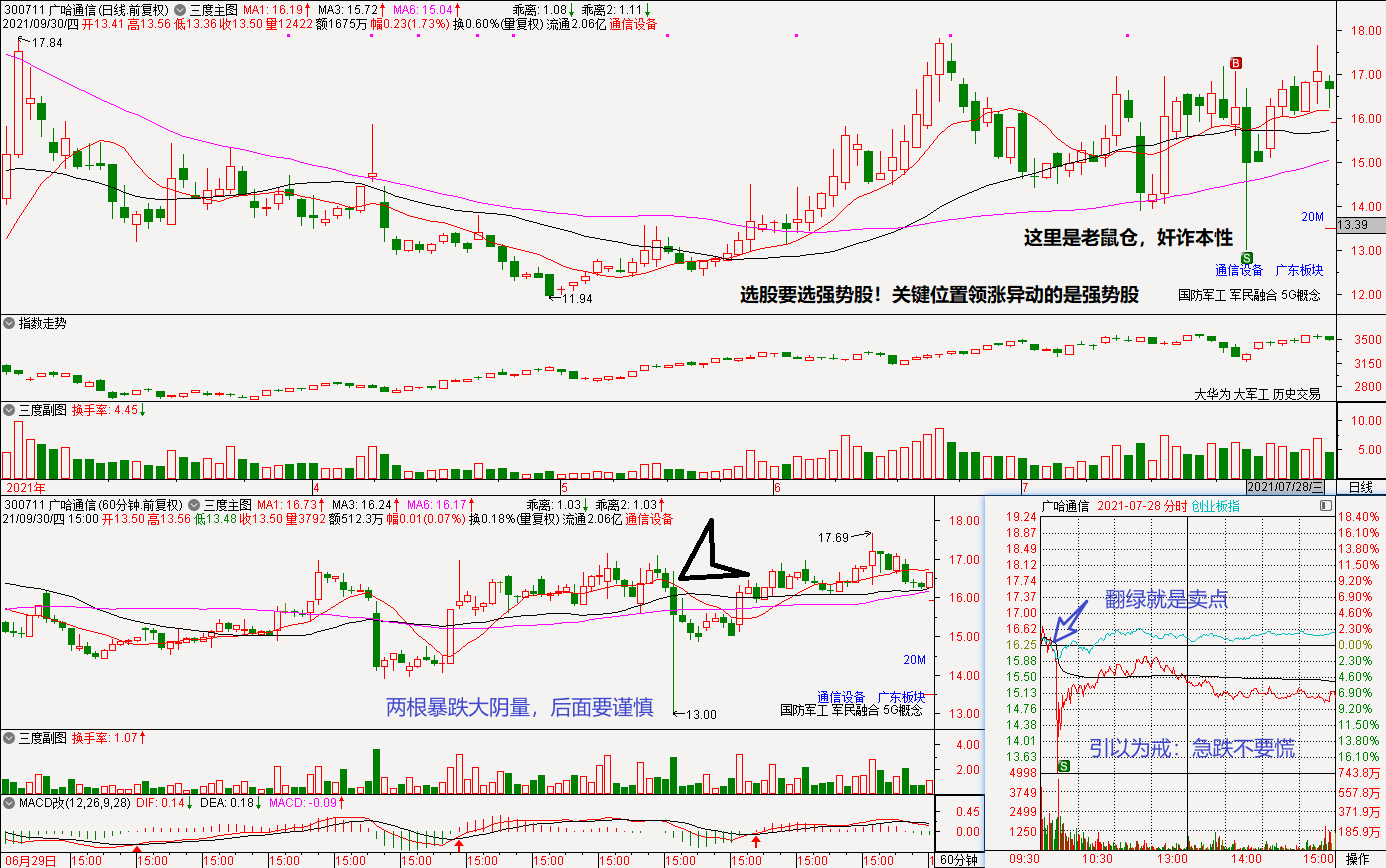 300711 广哈通信(日线.前复权) 三度主图 MA1: 16.19↑ MA3: 15.72↑ MA6: 15.04↑ 乖离: 1.08↓ 乖离2: 1.11↓
2021/09/30/四 开13.41 高13.56 低13.36 收13.50 量12422 额1675万 幅0.23(1.73%) 换0.60%(量复权) 流通2.06亿 通信设备
17.84
18.00
B
17.00
16.00
15.00
14.00
20M
13.39
这里是老鼠仓，奸诈本性
13.00
S
通信设备 广东板块
选股要选强势股！关键位置领涨异动的是强势股
国防军工 军民融合 5G概念
12.00
11.94
指数走势
3500
3150
2800
大华为 大军工 历史交易
三度副图 换手率: 4.45↓
10.00
5.00
2021年 4 5 6 7 2021/07/28/三 日线
300711 广哈通信(60分钟.前复权) 三度主图 MA1: 16.73↑ MA3: 16.24↑ MA6: 16.17↑ 乖离: 1.03↓ 乖离2: 1.03↑
21/09/30/四 15:00 开13.50 高13.56 低13.48 收13.50 量3792 额512.3万 幅0.01(0.07%) 换0.18%(量复权) 流通2.06亿 通信设备
17.69
18.00
17.00
16.00
15.00
20M
14.00
通信设备 广东板块
两根暴跌大阴量，后面要谨慎
国防军工 军民融合 5G概念
13.00
13.00
三度副图 换手率: 1.07↑
4.00
2.00
MACD改(12,26,9,28) DIF: 0.14↓ DEA: 0.18↓ MACD: -0.09↑
0.45
0.00
06月29日 15:00 15:00 15:00 15:00 15:00 15:00 15:00 15:00 15:00 15:00 15:00 15:00 15:00 60分钟
广哈通信 2021-07-28 分时 创业板指
19.24 18.40%
18.87 16.10%
18.49 13.80%
18.12 11.50%
17.74 9.20%
17.37 6.90%
翻绿就是卖点
17.00 4.60%
16.62 2.30%
16.25 0.00%
15.88 2.30%
15.50 4.60%
15.13 6.90%
14.76 9.20%
14.38 11.50%
14.01 13.80%
引以为戒：急跌不要慌
13.63 16.10%
S
4998 743.8万
3749 557.8万
2499 371.9万
1250 185.9万
09:30 10:30 13:00 14:00 15:00 操作